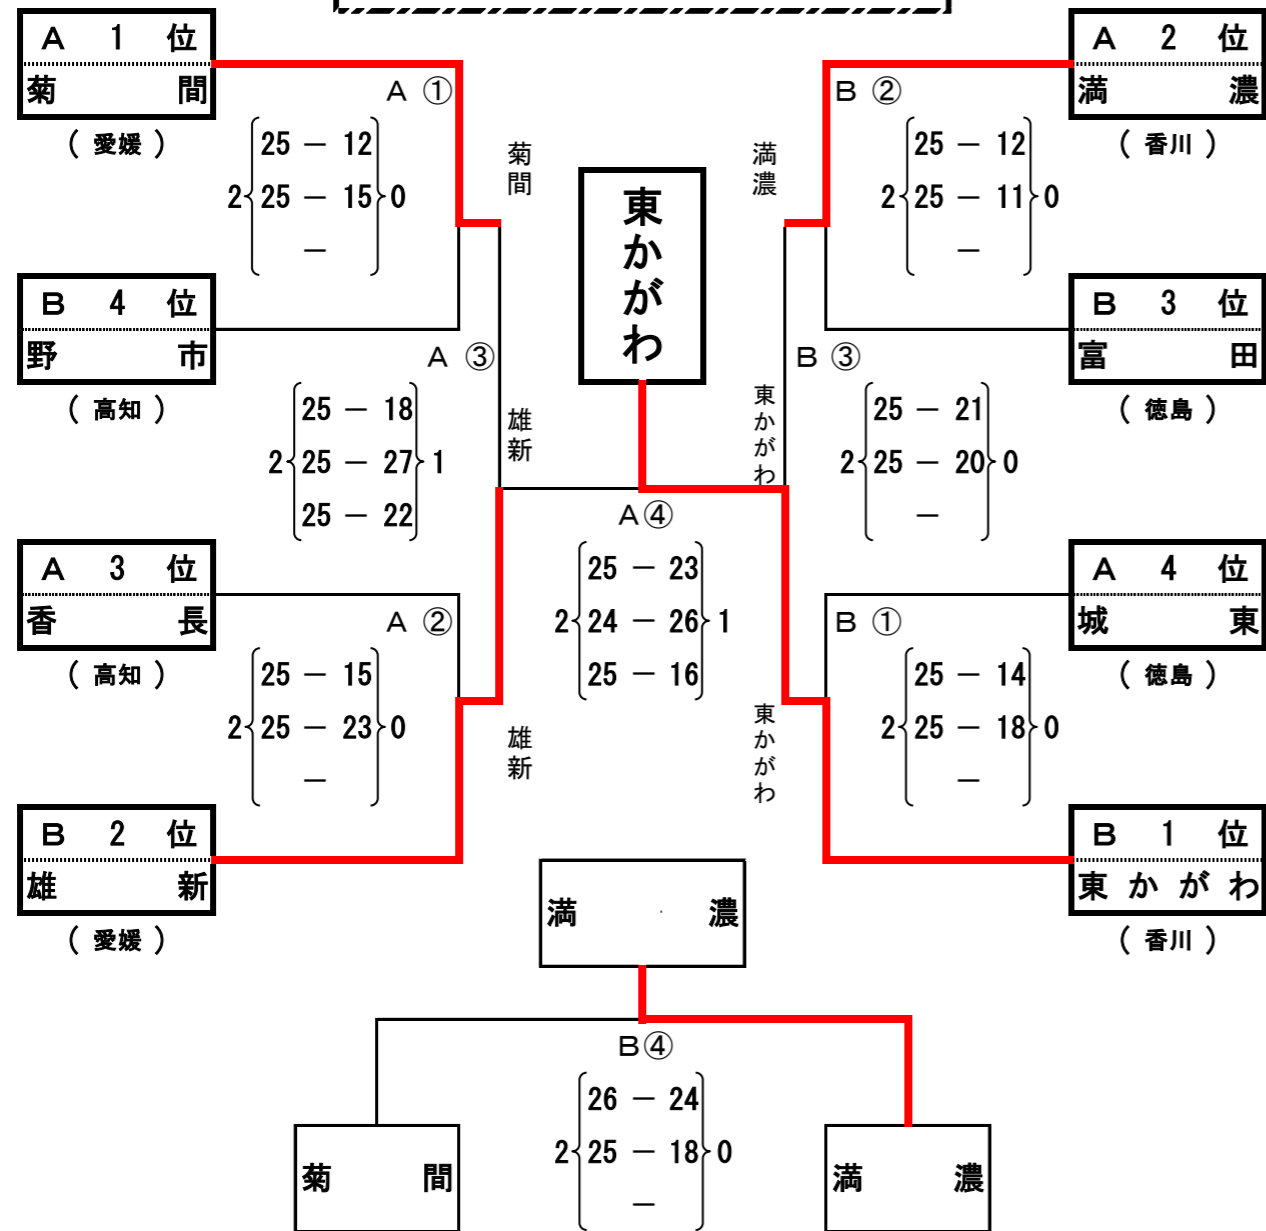 A 1 位
菊 間
( 愛媛 )
A ①
25 － 12
2 25 － 15 0
－
菊間
B 4 位
野 市
( 高知 )
A ③
25 － 18
2 25 － 27 1
25 － 22
雄新
A 3 位
香 長
( 高知 )
A ②
25 － 15
2 25 － 23 0
－
雄新
B 2 位
雄 新
( 愛媛 )
東かがわ
A④
25 － 23
2 24 － 26 1
25 － 16
A 2 位
満 濃
( 香川 )
B ②
25 － 12
2 25 － 11 0
－
満濃
B 3 位
富 田
( 徳島 )
B ③
25 － 21
2 25 － 20 0
－
東かがわ
A 4 位
城 東
( 徳島 )
B ①
25 － 14
2 25 － 18 0
－
東かがわ
B 1 位
東かがわ
( 香川 )
満 濃
B④
26 － 24
2 25 － 18 0
－
菊 間
満 濃